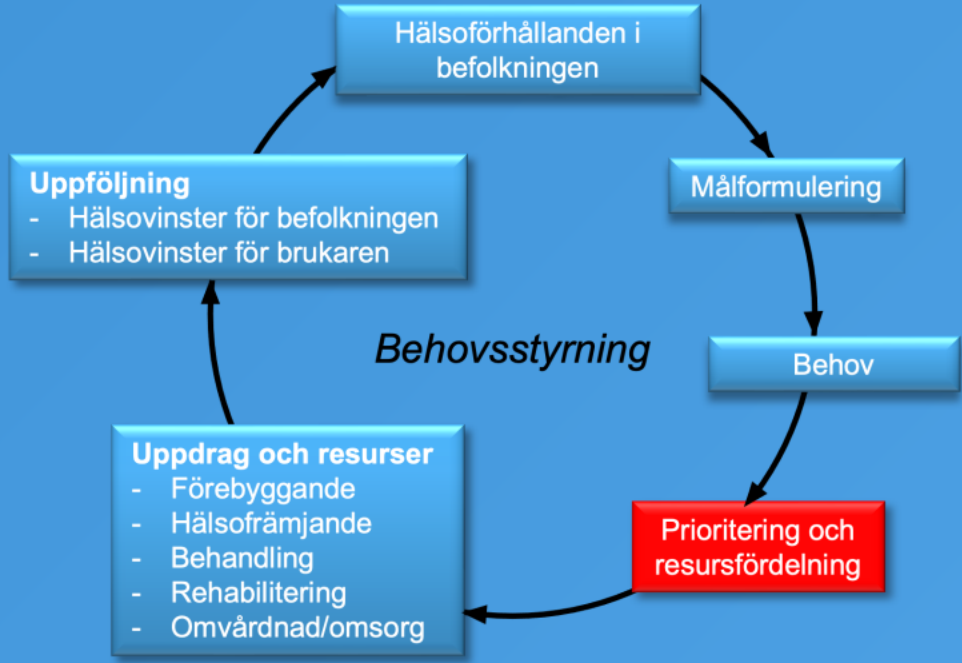 Hälsoförhållanden i
befolkningen
Målformulering
Behov
Prioritering och
resursfördelning
Uppdrag och resurser
- Förebyggande
- Hälsofrämjande
- Behandling
- Rehabilitering
- Omvårdnad/omsorg
Uppföljning
- Hälsovinster för befolkningen
- Hälsovinster för brukaren
Behovsstyrning